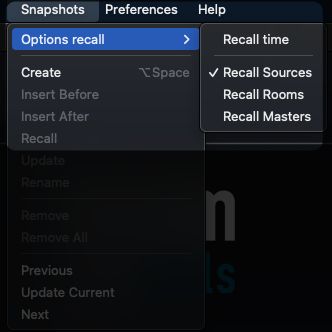 Snapshots Preferences Help
Options recall
Recall time
Create ⌥Space
✓ Recall Sources
Insert Before
Recall Rooms
Insert After
Recall Masters
Recall
Update
Rename
Remove
Remove All
Previous
Update Current
Next